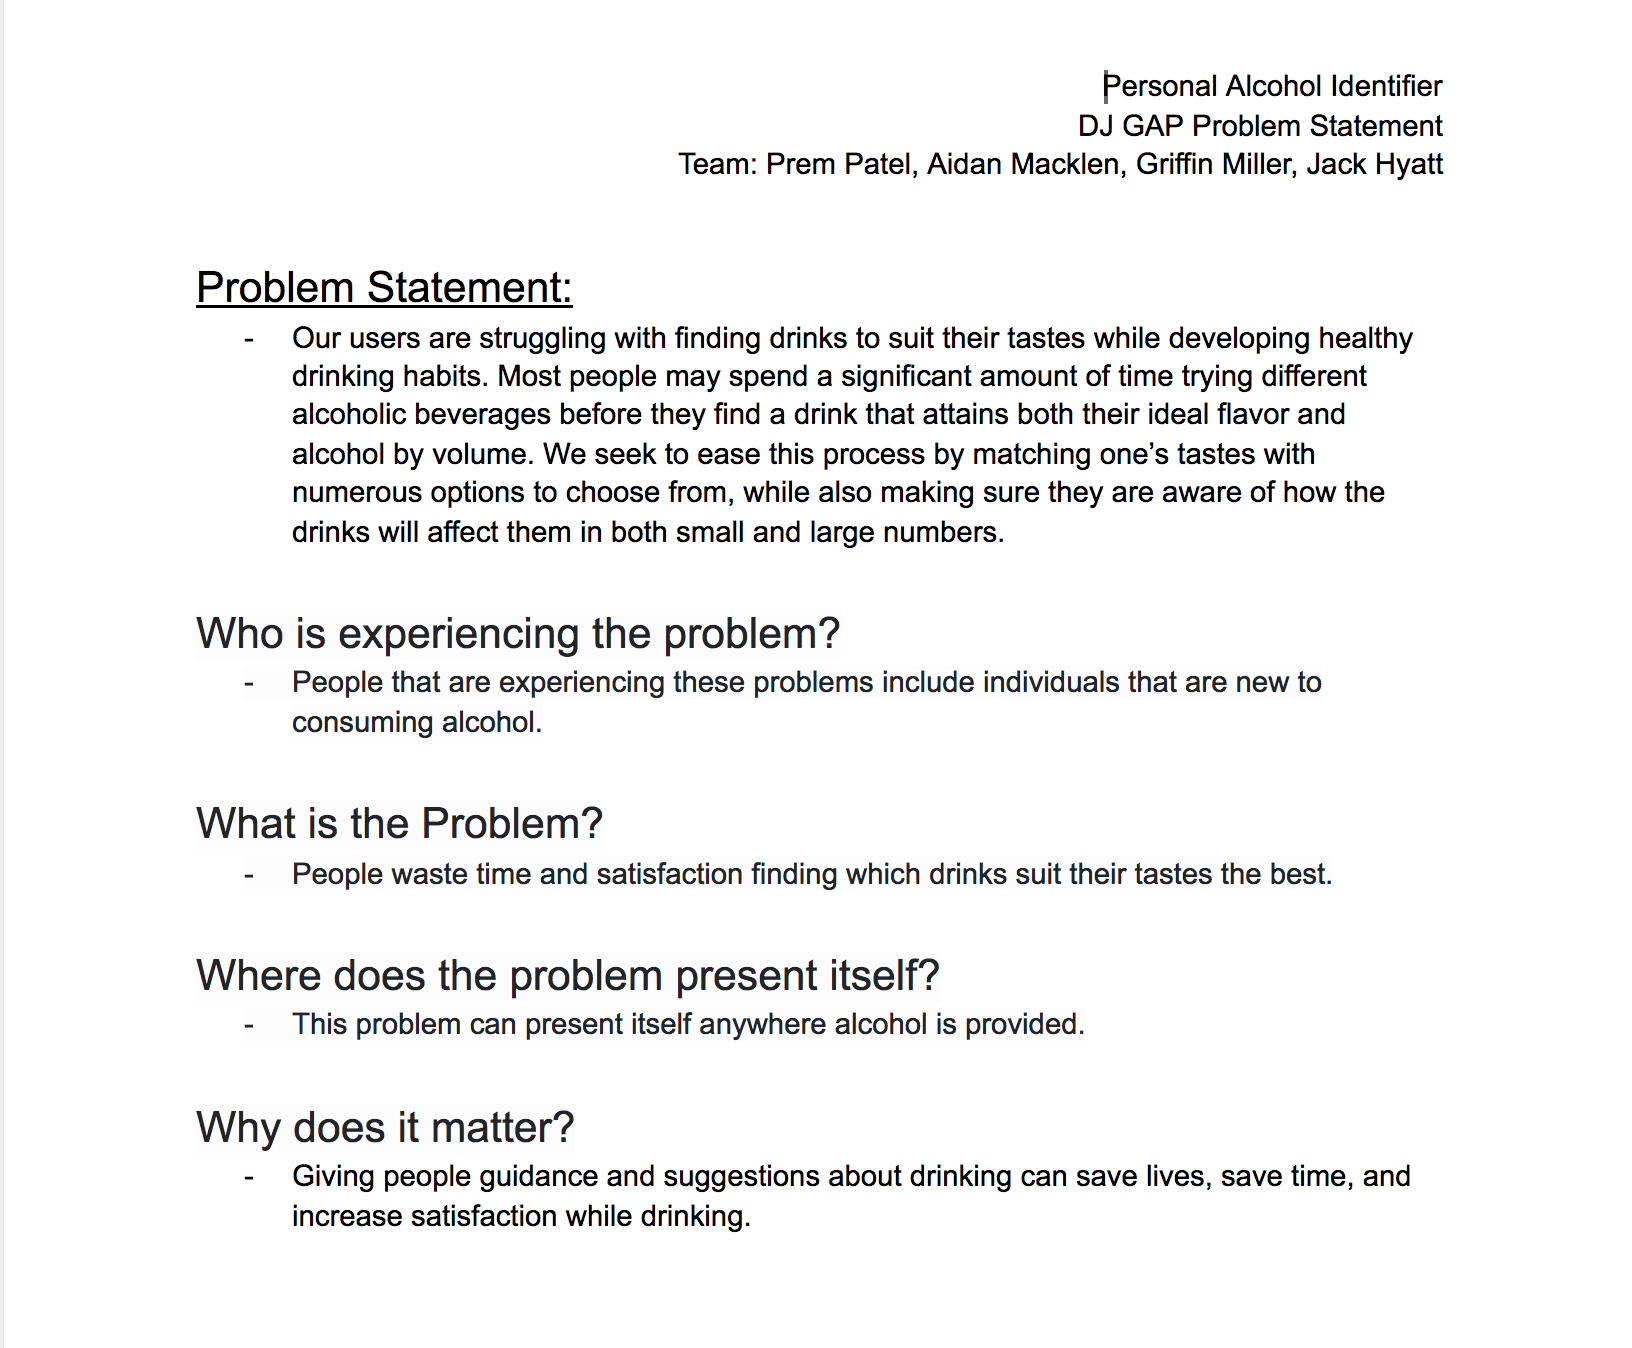 Personal Alcohol Identifier
DJ GAP Problem Statement
Team: Prem Patel, Aidan Macklen, Griffin Miller, Jack Hyatt
Problem Statement:
- Our users are struggling with finding drinks to suit their tastes while developing healthy
drinking habits. Most people may spend a significant amount of time trying different
alcoholic beverages before they find a drink that attains both their ideal flavor and
alcohol by volume. We seek to ease this process by matching one’s tastes with
numerous options to choose from, while also making sure they are aware of how the
drinks will affect them in both small and large numbers.
Who is experiencing the problem?
- People that are experiencing these problems include individuals that are new to
consuming alcohol.
What is the Problem?
- People waste time and satisfaction finding which drinks suit their tastes the best.
Where does the problem present itself?
- This problem can present itself anywhere alcohol is provided.
Why does it matter?
- Giving people guidance and suggestions about drinking can save lives, save time, and
increase satisfaction while drinking.